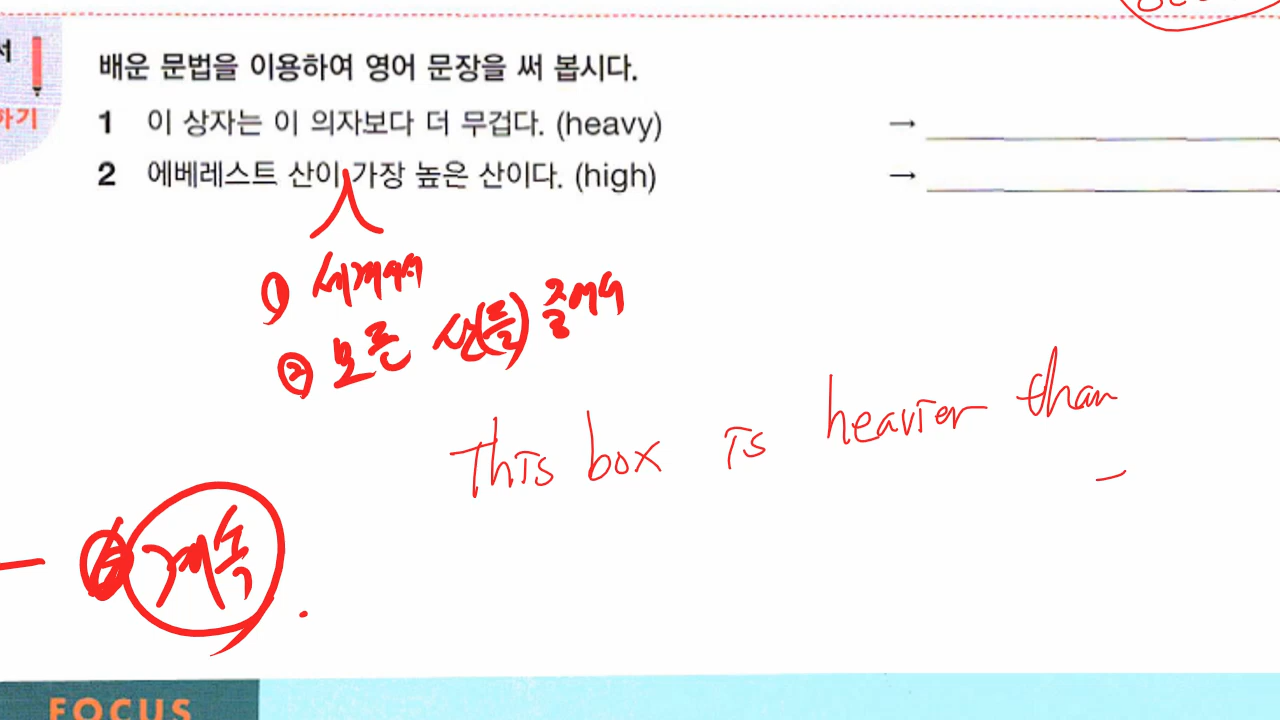 서
하기
배운 문법을 이용하여 영어 문장을 써 봅시다.
1 이 상자는 이 의자보다 더 무겁다. (heavy) →
2 에베레스트 산이 가장 높은 산이다. (high) →
① 세계에서
② 모든 산(들) 중에서
This box is heavier than
계속
FOCUS